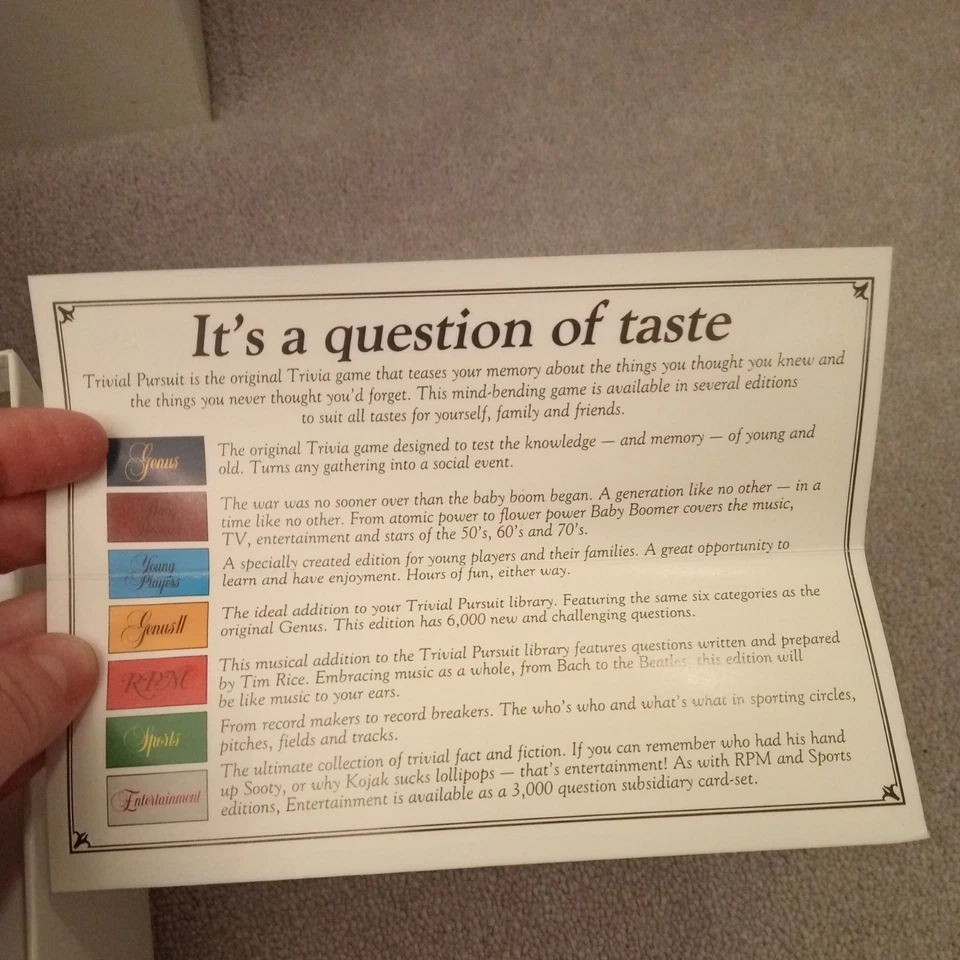 It's a question of taste
Trivial Pursuit is the original Trivia game that teases your memory about the things you thought you knew and
the things you never thought you'd forget. This mind-bending game is available in several editions
to suit all tastes for yourself, family and friends.
Genus
The original Trivia game designed to test the knowledge — and memory — of young and
old. Turns any gathering into a social event.
The war was no sooner over than the baby boom began. A generation like no other — in a
time like no other. From atomic power to flower power Baby Boomer covers the music,
TV, entertainment and stars of the 50's, 60's and 70's.
Young
Players
A specially created edition for young players and their families. A great opportunity to
learn and have enjoyment. Hours of fun, either way.
Genus II
The ideal addition to your Trivial Pursuit library. Featuring the same six categories as the
original Genus. This edition has 6,000 new and challenging questions.
RPM
This musical addition to the Trivial Pursuit library features questions written and prepared
by Tim Rice. Embracing music as a whole, from Bach to the Beatles, this edition will
be like music to your ears.
Sports
From record makers to record breakers. The who's who and what's what in sporting circles,
pitches, fields and tracks.
Entertainment
The ultimate collection of trivial fact and fiction. If you can remember who had his hand
up Sooty, or why Kojak sucks lollipops — that's entertainment! As with RPM and Sports
editions, Entertainment is available as a 3,000 question subsidiary card-set.